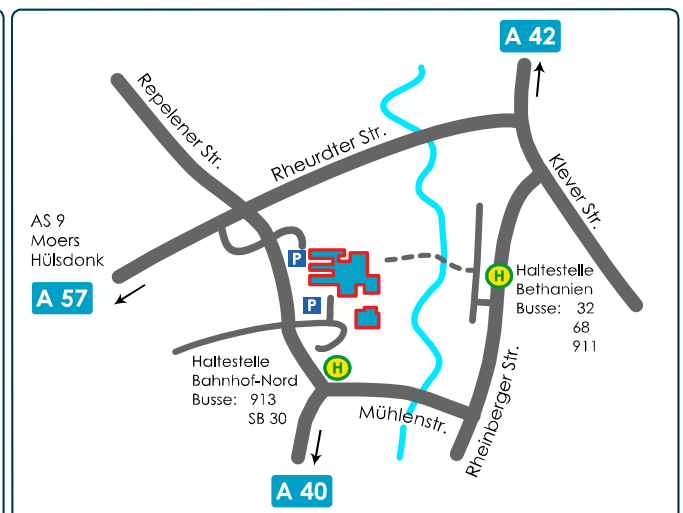 A 42
Repelener Str.
Rheurdter Str.
Klever Str.
AS 9
Moers
Hülsdonk
A 57
P
P
H
Haltestelle
Bethanien
Busse: 32
68
911
Haltestelle
Bahnhof-Nord
Busse: 913
SB 30
H
Mühlenstr.
Rheinberger Str.
A 40